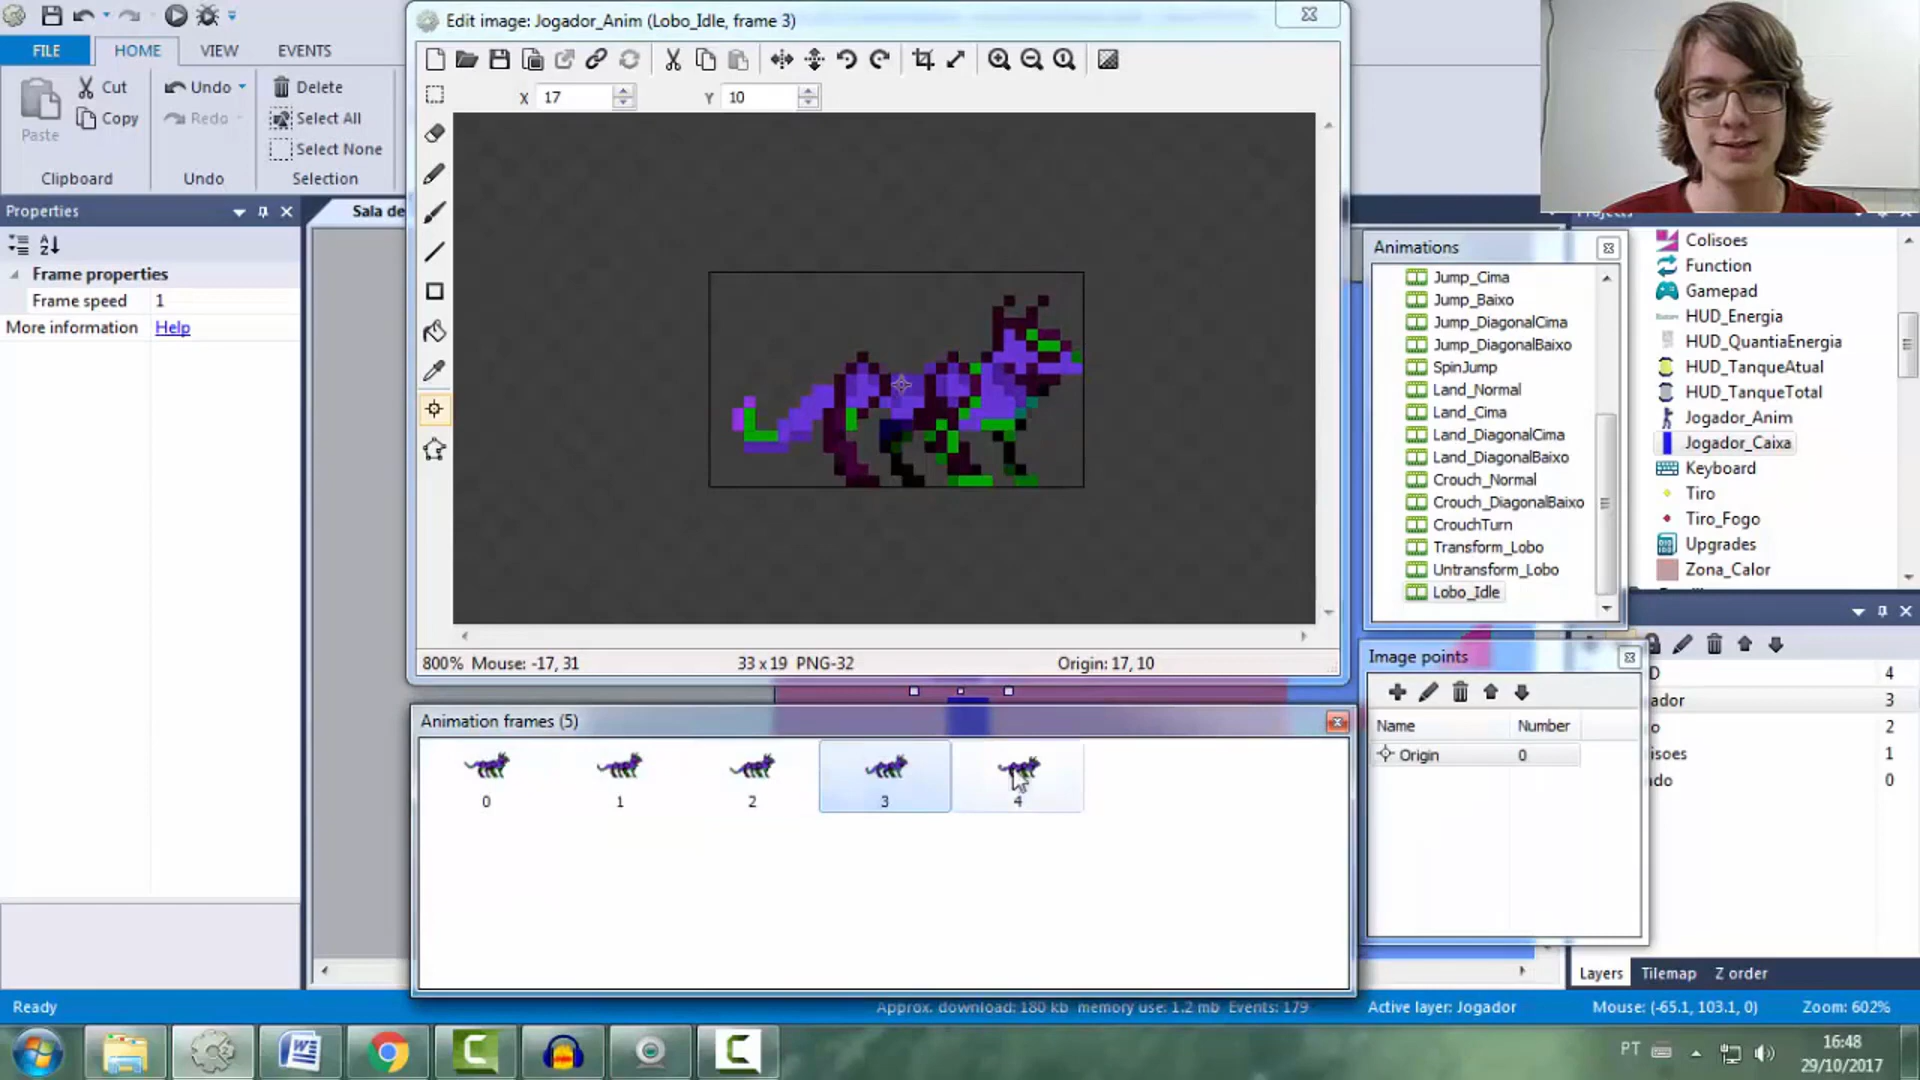 Edit image: Jogador_Anim (Lobo_Idle, frame 3)
FILE
HOME
VIEW
EVENTS
X 17
Y 10
Paste
Cut
Copy
Clipboard
Undo
Redo
Undo
Delete
Select All
Select None
Selection
Properties
Sala de
Frame properties
Frame speed 1
More information Help
800% Mouse: -17, 31
33 x 19 PNG-32
Origin: 17, 10
Animation frames (5)
0
1
2
3
4
Animations
Jump_Cima
Jump_Baixo
Jump_DiagonalCima
Jump_DiagonalBaixo
SpinJump
Land_Normal
Land_Cima
Land_DiagonalCima
Land_DiagonalBaixo
Crouch_Normal
Crouch_DiagonalBaixo
CrouchTurn
Transform_Lobo
Untransform_Lobo
Lobo_Idle
Colisoes
Function
Gamepad
HUD_Energia
HUD_QuantiaEnergia
HUD_TanqueAtual
HUD_TanqueTotal
Jogador_Anim
Jogador_Caixa
Keyboard
Tiro
Tiro_Fogo
Upgrades
Zona_Calor
Image points
Name Number
Origin 0
D 4
ador 3
o 2
isoes 1
do 0
Layers Tilemap Z order
Ready
Approx. download: 180 kb memory use: 1.2 mb Events: 179
Active layer: Jogador
Mouse: (-65.1, 103.1, 0)
Zoom: 602%
PT
16:48
29/10/2017